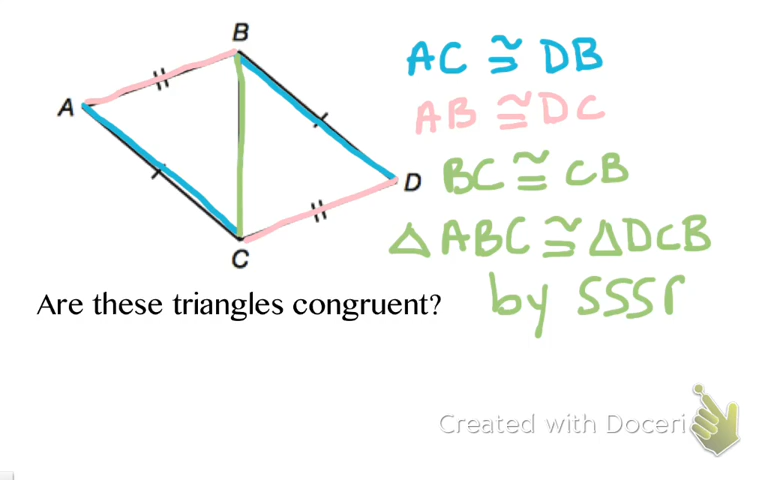 B
AC ≅ DB
A
AB ≅ DC
D
BC ≅ CB
C
△ABC ≅ △DCB
Are these triangles congruent?
by SSS
Created with Doceri